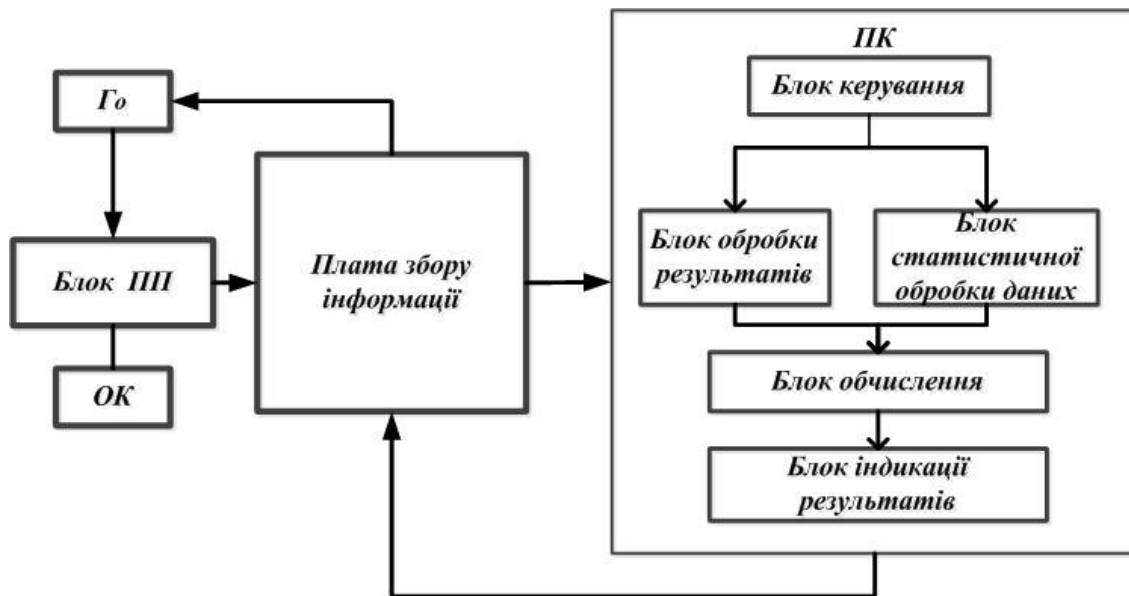 ПК
Блок керування
Го
Блок обробки
результатів
Блок
статистичної
обробки даних
Блок ПП
Плата збору
інформації
ОК
Блок обчислення
Блок індикації
результатів